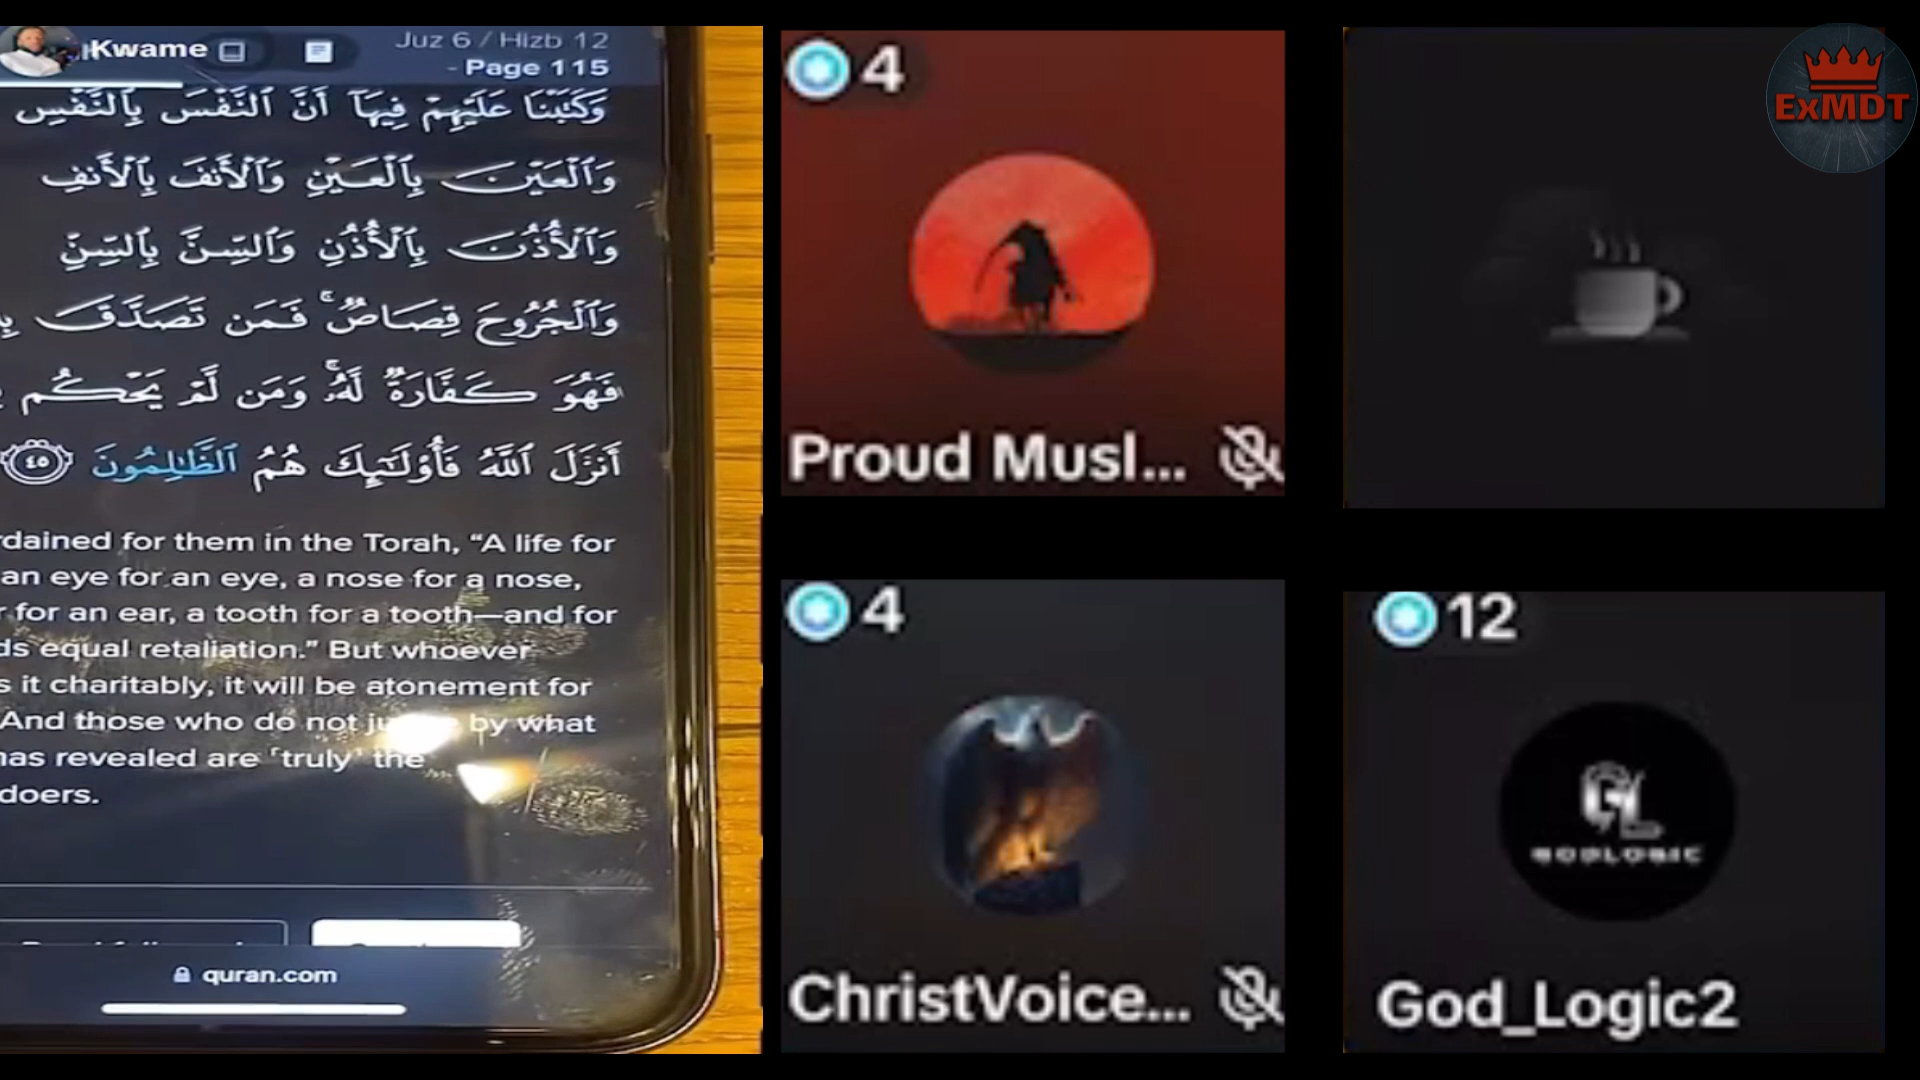 Kwame
Juz 6 / Hizb 12
- Page 115
وَكَتَبْنَا عَلَيْهِمْ فِيهَآ أَنَّ ٱلنَّفْسَ بِٱلنَّفْسِ
وَٱلْعَيْنَ بِٱلْعَيْنِ وَٱلْأَنفَ بِٱلْأَنفِ
وَٱلْأُذُنَ بِٱلْأُذُنِ وَٱلسِّنَّ بِٱلسِّنِّ
وَٱلْجُرُوحَ قِصَاصٌ ۚ فَمَن تَصَدَّقَ
فَهُوَ كَفَّارَةٌ لَّهُۥ ۚ وَمَن لَّمْ يَحْكُم
أَنزَلَ ٱللَّهُ فَأُو۟لَـٰٓئِكَ هُمُ ٱلظَّـٰلِمُونَ ٤٥
rdained for them in the Torah, “A life for
an eye for an eye, a nose for a nose,
r for an ear, a tooth for a tooth—and for
ds equal retaliation.” But whoever
s it charitably, it will be atonement for
And those who do not by what
has revealed are ˹truly˺ the
doers.
quran.com
4
Proud Musl...
4
ChristVoice...
12
GODLOGIC
God_Logic2
ExMDT